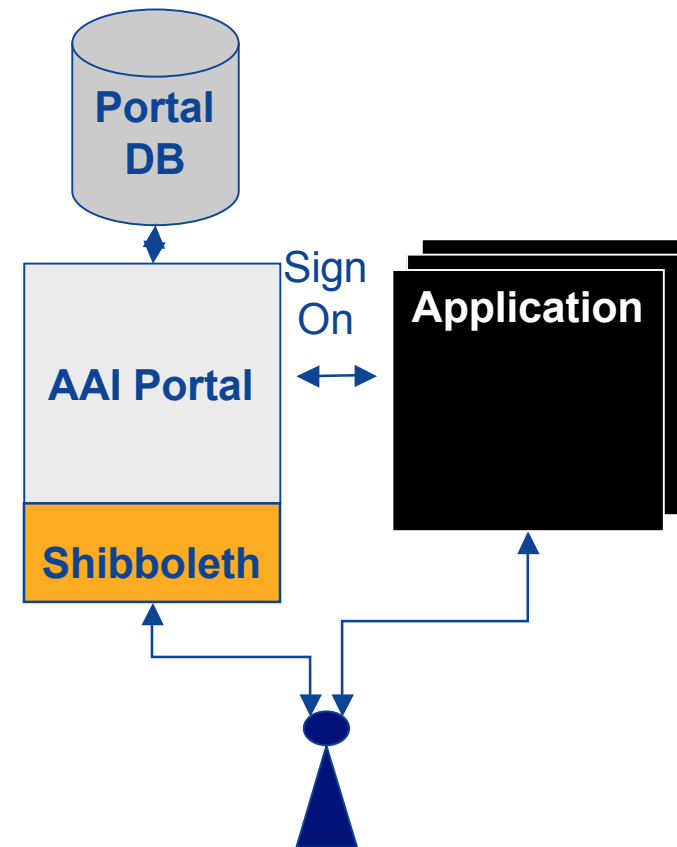 Portal
DB
Sign
On
Application
AAI Portal
Shibboleth